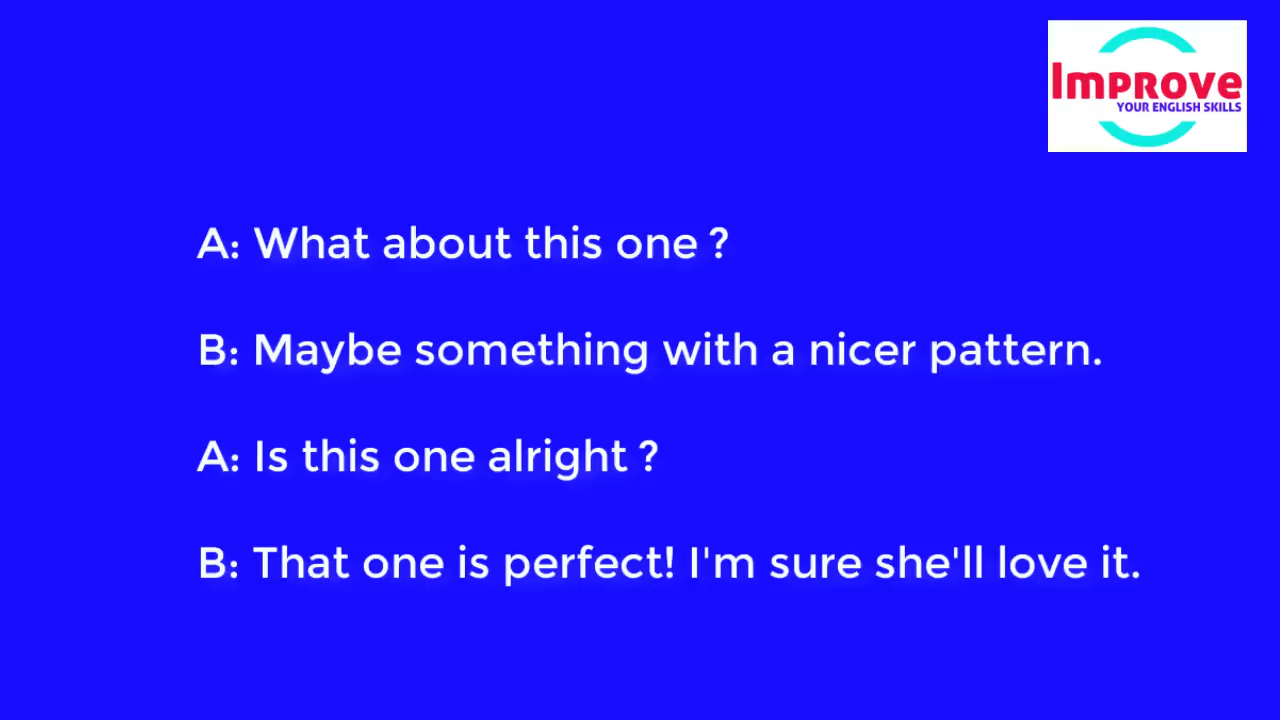 Improve
YOUR ENGLISH SKILLS
A: What about this one ?
B: Maybe something with a nicer pattern.
A: Is this one alright ?
B: That one is perfect! I'm sure she'll love it.